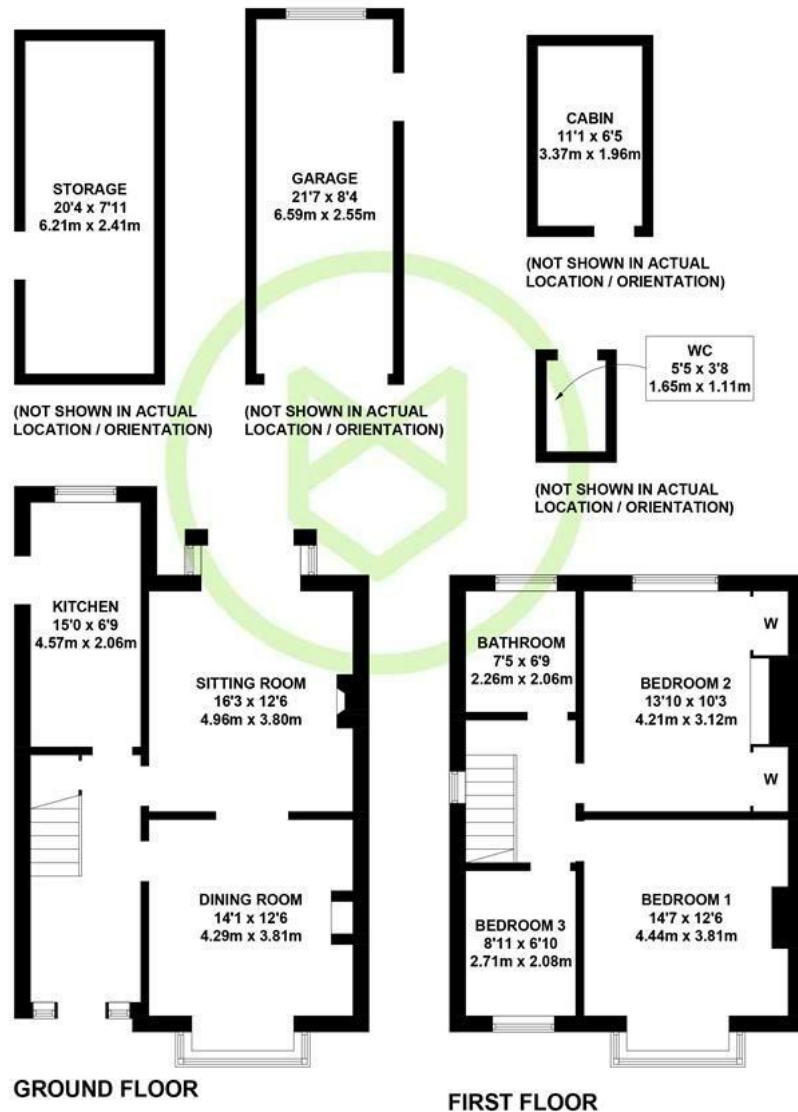 STORAGE
20'4 x 7'11
6.21m x 2.41m
(NOT SHOWN IN ACTUAL
LOCATION / ORIENTATION)
GARAGE
21'7 x 8'4
6.59m x 2.55m
(NOT SHOWN IN ACTUAL
LOCATION / ORIENTATION)
CABIN
11'1 x 6'5
3.37m x 1.96m
(NOT SHOWN IN ACTUAL
LOCATION / ORIENTATION)
WC
5'5 x 3'8
1.65m x 1.11m
(NOT SHOWN IN ACTUAL
LOCATION / ORIENTATION)
KITCHEN
15'0 x 6'9
4.57m x 2.06m
SITTING ROOM
16'3 x 12'6
4.96m x 3.80m
DINING ROOM
14'1 x 12'6
4.29m x 3.81m
GROUND FLOOR
BATHROOM
7'5 x 6'9
2.26m x 2.06m
BEDROOM 2
13'10 x 10'3
4.21m x 3.12m
W
W
BEDROOM 3
8'11 x 6'10
2.71m x 2.08m
BEDROOM 1
14'7 x 12'6
4.44m x 3.81m
FIRST FLOOR